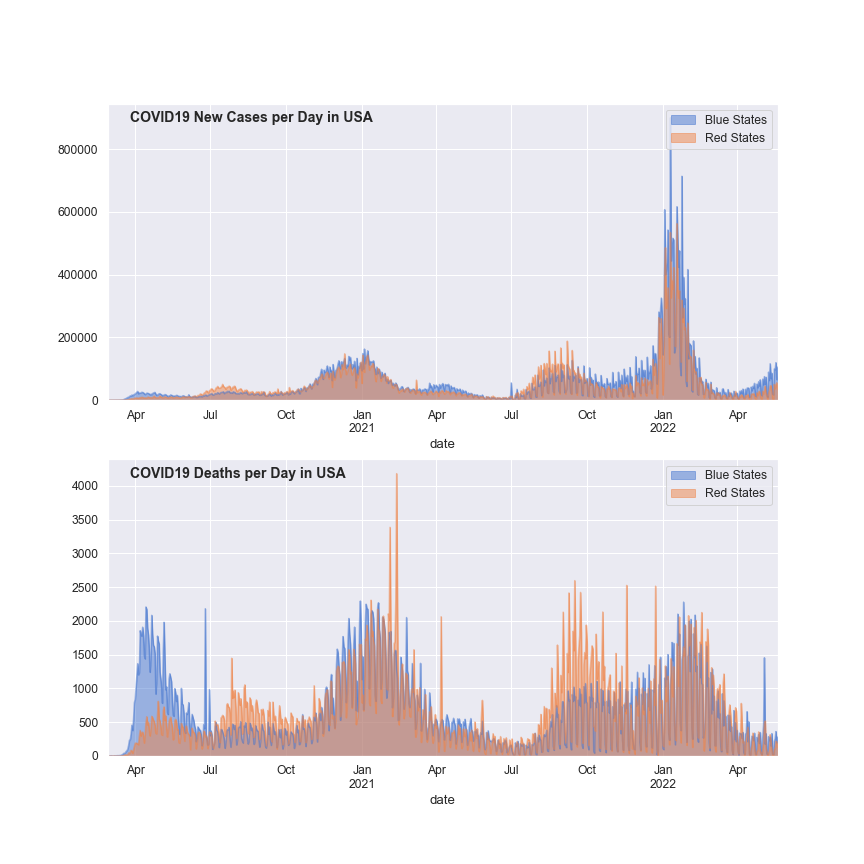 COVID19 New Cases per Day in USA
Blue States
Red States
800000
600000
400000
200000
0
Apr
Jul
Oct
Jan
2021
Apr
Jul
Oct
Jan
2022
Apr
date
COVID19 Deaths per Day in USA
Blue States
Red States
4000
3500
3000
2500
2000
1500
1000
500
0
Apr
Jul
Oct
Jan
2021
Apr
Jul
Oct
Jan
2022
Apr
date